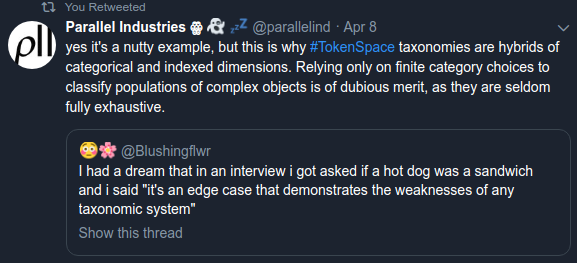 You Retweeted
Parallel Industries @parallelind · Apr 8
pll
yes it's a nutty example, but this is why #TokenSpace taxonomies are hybrids of
categorical and indexed dimensions. Relying only on finite category choices to
classify populations of complex objects is of dubious merit, as they are seldom
fully exhaustive.
@Blushingflwr
I had a dream that in an interview i got asked if a hot dog was a sandwich
and i said "it's an edge case that demonstrates the weaknesses of any
taxonomic system"
Show this thread